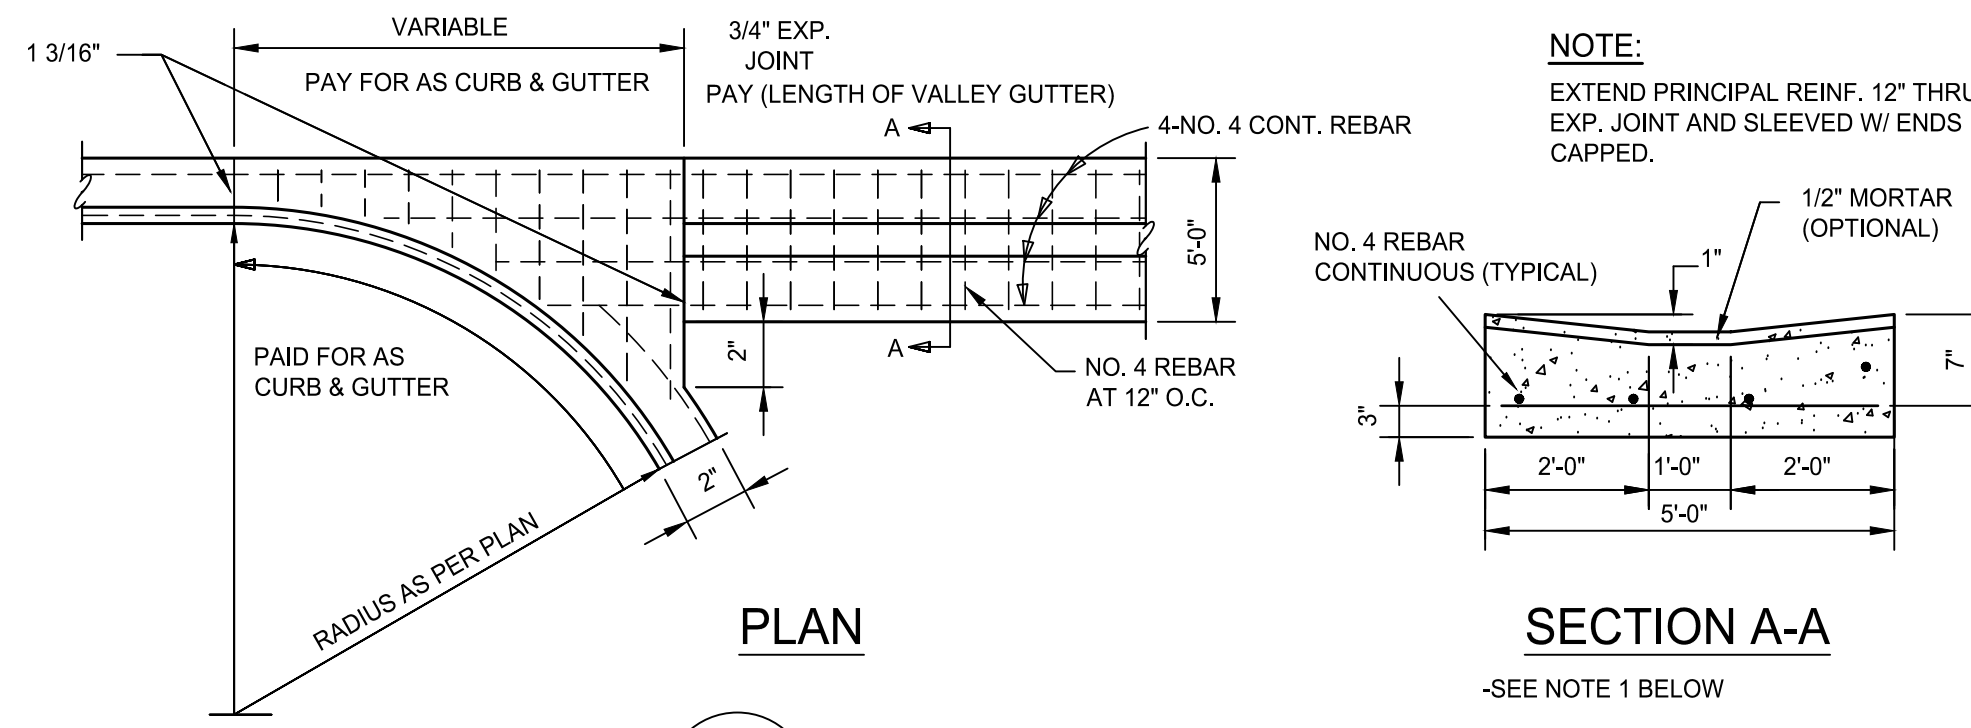 VARIABLE
1 3/16"
PAY FOR AS CURB & GUTTER
3/4" EXP.
JOINT
PAY (LENGTH OF VALLEY GUTTER)
A
4-NO. 4 CONT. REBAR
5'-0"
A
2"
NO. 4 REBAR
AT 12" O.C.
PAID FOR AS
CURB & GUTTER
2"
RADIUS AS PER PLAN
PLAN
NOTE:
EXTEND PRINCIPAL REINF. 12" THRU
EXP. JOINT AND SLEEVED W/ ENDS
CAPPED.
1/2" MORTAR
(OPTIONAL)
NO. 4 REBAR
CONTINUOUS (TYPICAL)
1"
7"
3"
2'-0"
1'-0"
2'-0"
5'-0"
SECTION A-A
-SEE NOTE 1 BELOW